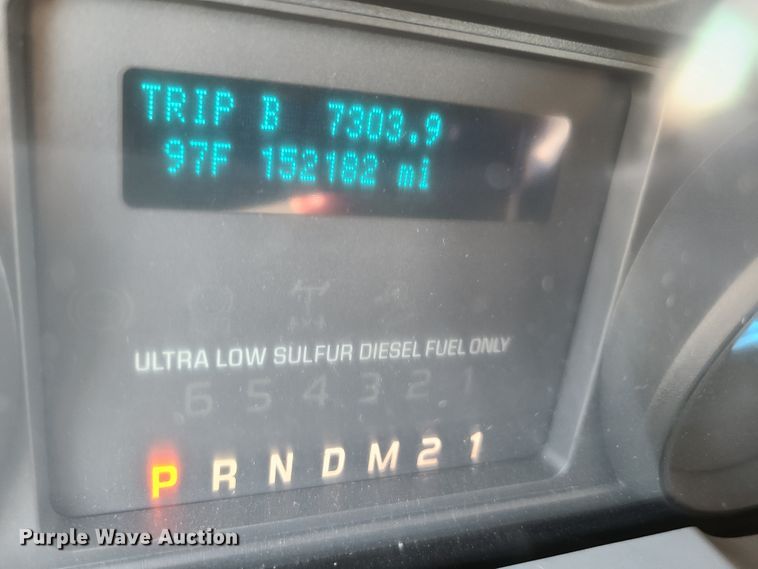 TRIP B 7303.9
97F 152182 mi
4X4
ULTRA LOW SULFUR DIESEL FUEL ONLY
6 5 4 3 2 1
P R N D M 2 1
Purple Wave Auction